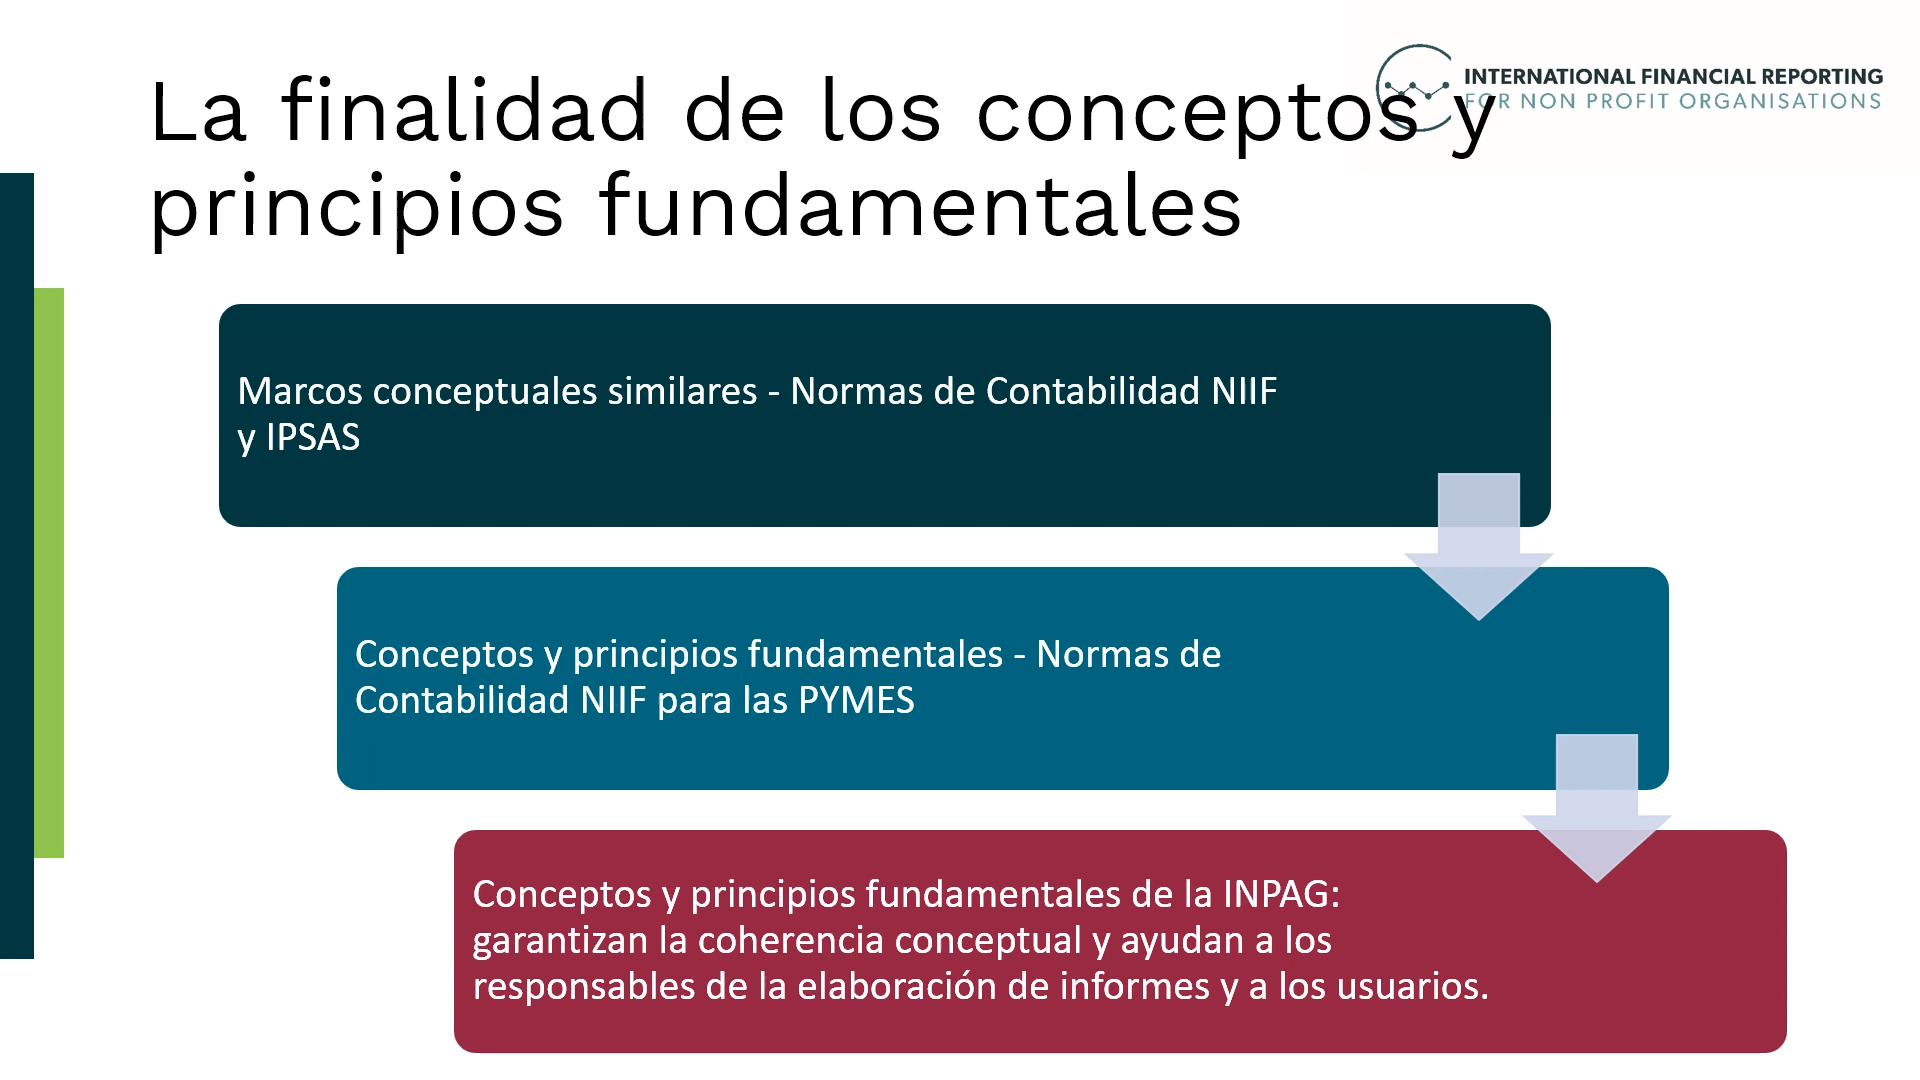 La finalidad de los conceptos y
principios fundamentales
INTERNATIONAL FINANCIAL REPORTING
FOR NON PROFIT ORGANISATIONS
Marcos conceptuales similares - Normas de Contabilidad NIIF
y IPSAS
Conceptos y principios fundamentales - Normas de
Contabilidad NIIF para las PYMES
Conceptos y principios fundamentales de la INPAG:
garantizan la coherencia conceptual y ayudan a los
responsables de la elaboración de informes y a los usuarios.